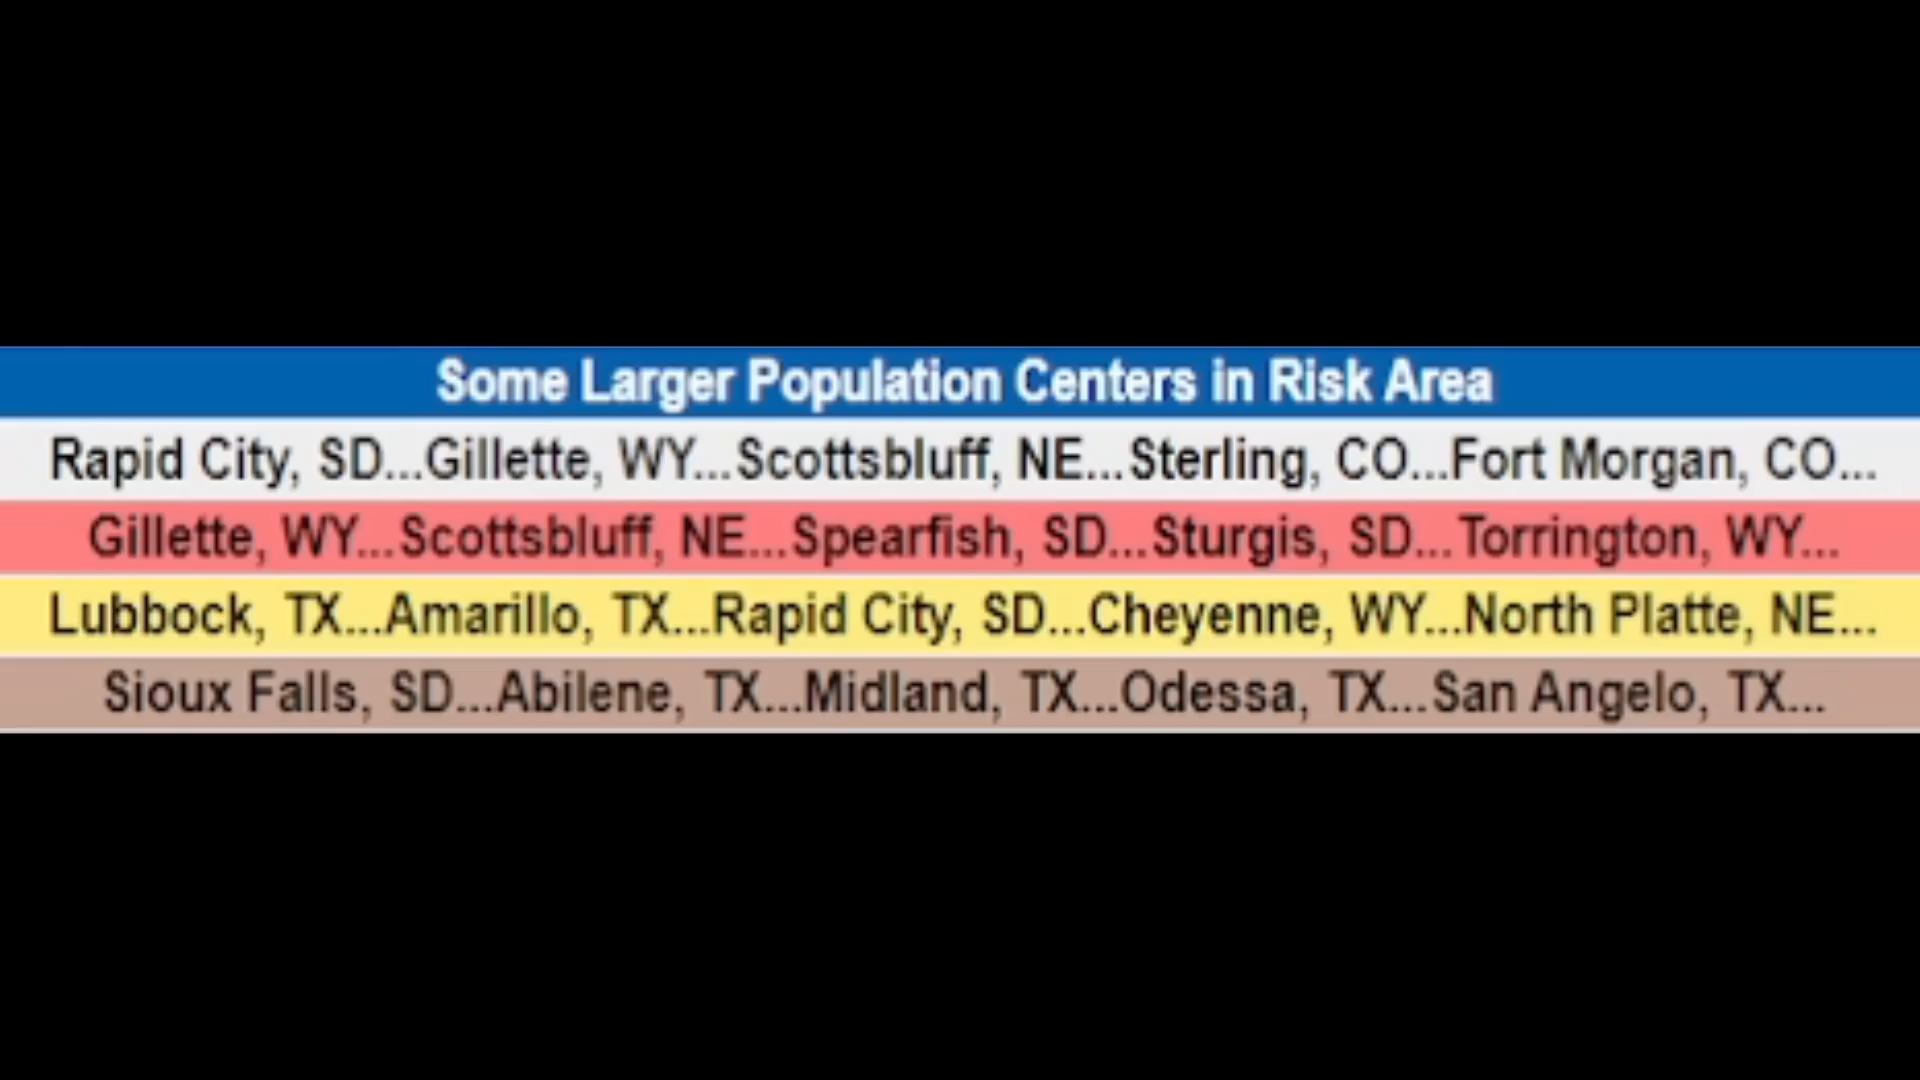 Some Larger Population Centers in Risk Area
Rapid City, SD...Gillette, WY...Scottsbluff, NE...Sterling, CO...Fort Morgan, CO...
Gillette, WY...Scottsbluff, NE...Spearfish, SD...Sturgis, SD...Torrington, WY...
Lubbock, TX...Amarillo, TX...Rapid City, SD...Cheyenne, WY...North Platte, NE...
Sioux Falls, SD...Abilene, TX...Midland, TX...Odessa, TX...San Angelo, TX...